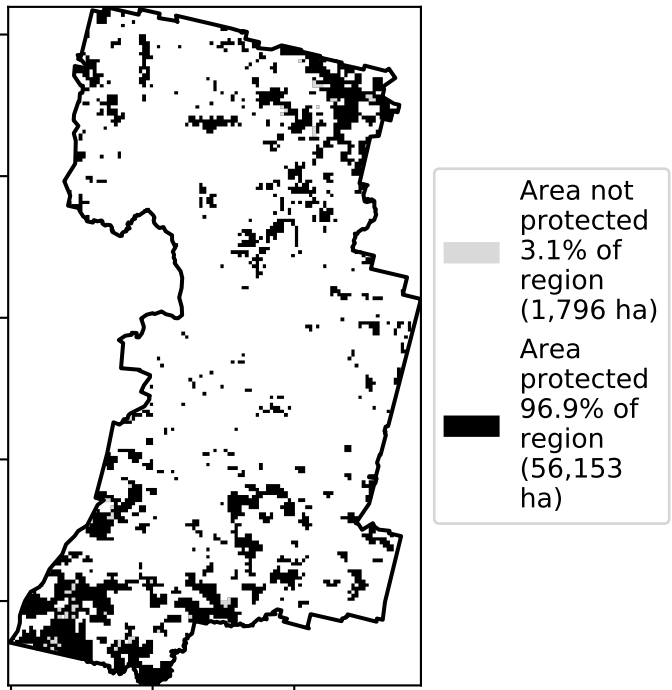 Area not
protected
3.1% of
region
(1,796 ha)
Area
protected
96.9% of
region
(56,153
ha)